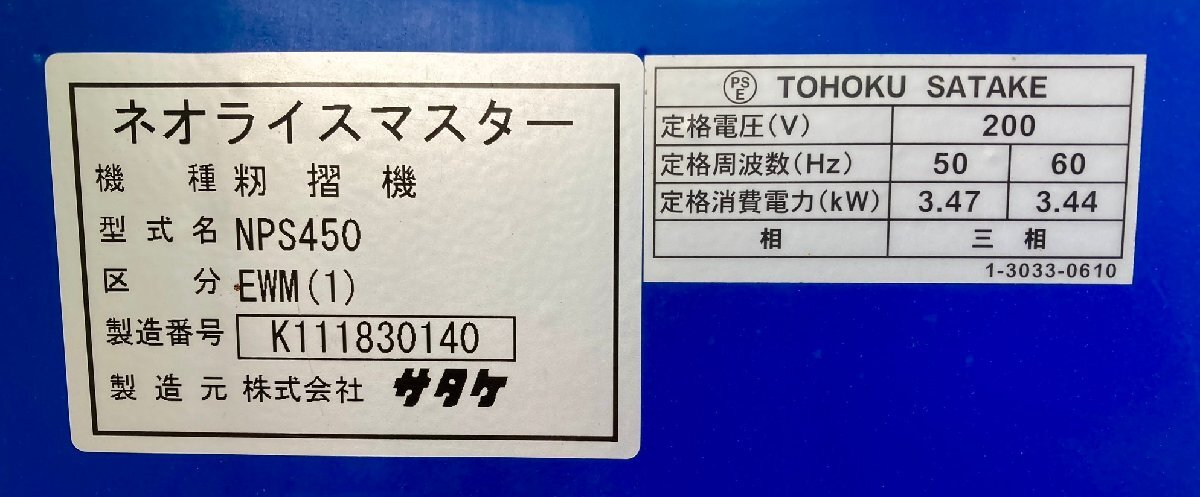 ネオライスマスター
機種 籾摺機
型式名 NPS450
区分 EWM(1)
製造番号 K111830140
製造元 株式会社 サタケ
PSE TOHOKU SATAKE
定格電圧(V) 200
定格周波数(Hz) 50 60
定格消費電力(kW) 3.47 3.44
相 三相
1-3033-0610